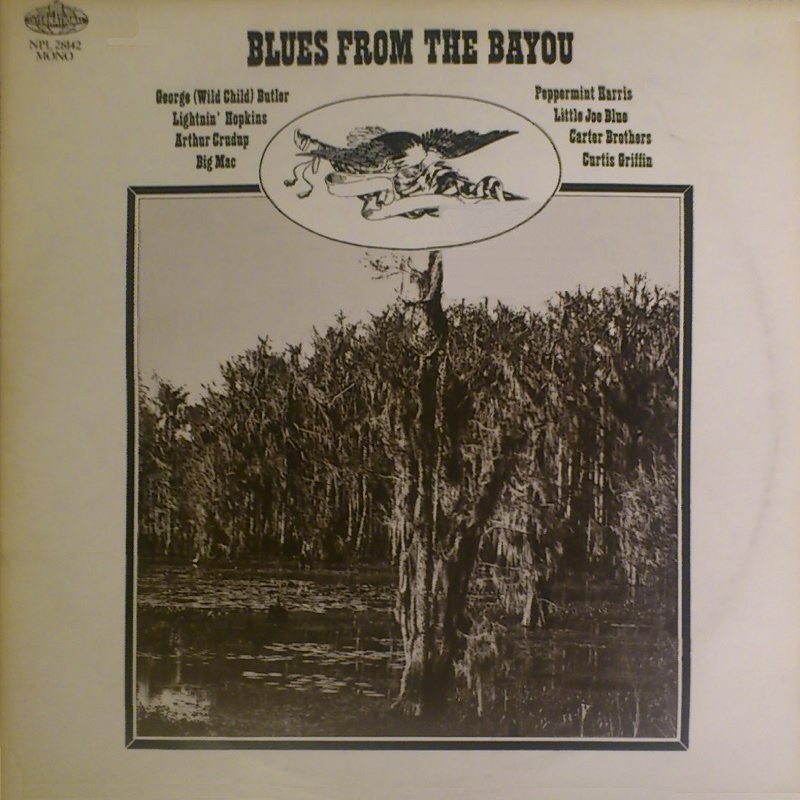 INTERNATIONAL
NPL 28142
MONO
BLUES FROM THE BAYOU
George (Wild Child) Butler
Lightnin' Hopkins
Arthur Crudup
Big Mac
Peppermint Harris
Little Joe Blue
Carter Brothers
Curtis Griffin